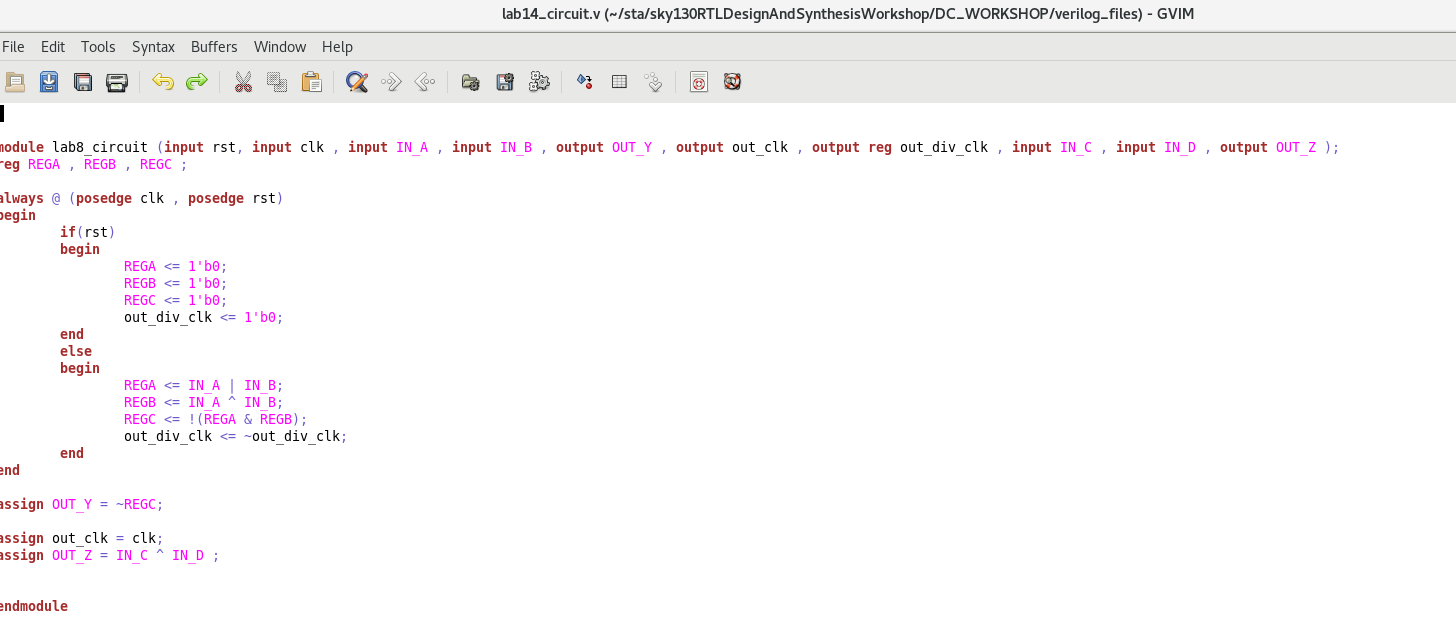 lab14_circuit.v (~/sta/sky130RTLDesignAndSynthesisWorkshop/DC_WORKSHOP/verilog_files) - GVIM
File Edit Tools Syntax Buffers Window Help
module lab8_circuit (input rst, input clk , input IN_A , input IN_B , output OUT_Y , output out_clk , output reg out_div_clk , input IN_C , input IN_D , output OUT_Z );
reg REGA , REGB , REGC ;
always @ (posedge clk , posedge rst)
begin
if(rst)
begin
REGA <= 1'b0;
REGB <= 1'b0;
REGC <= 1'b0;
out_div_clk <= 1'b0;
end
else
begin
REGA <= IN_A | IN_B;
REGB <= IN_A ^ IN_B;
REGC <= !(REGA & REGB);
out_div_clk <= ~out_div_clk;
end
end
assign OUT_Y = ~REGC;
assign out_clk = clk;
assign OUT_Z = IN_C ^ IN_D ;
endmodule